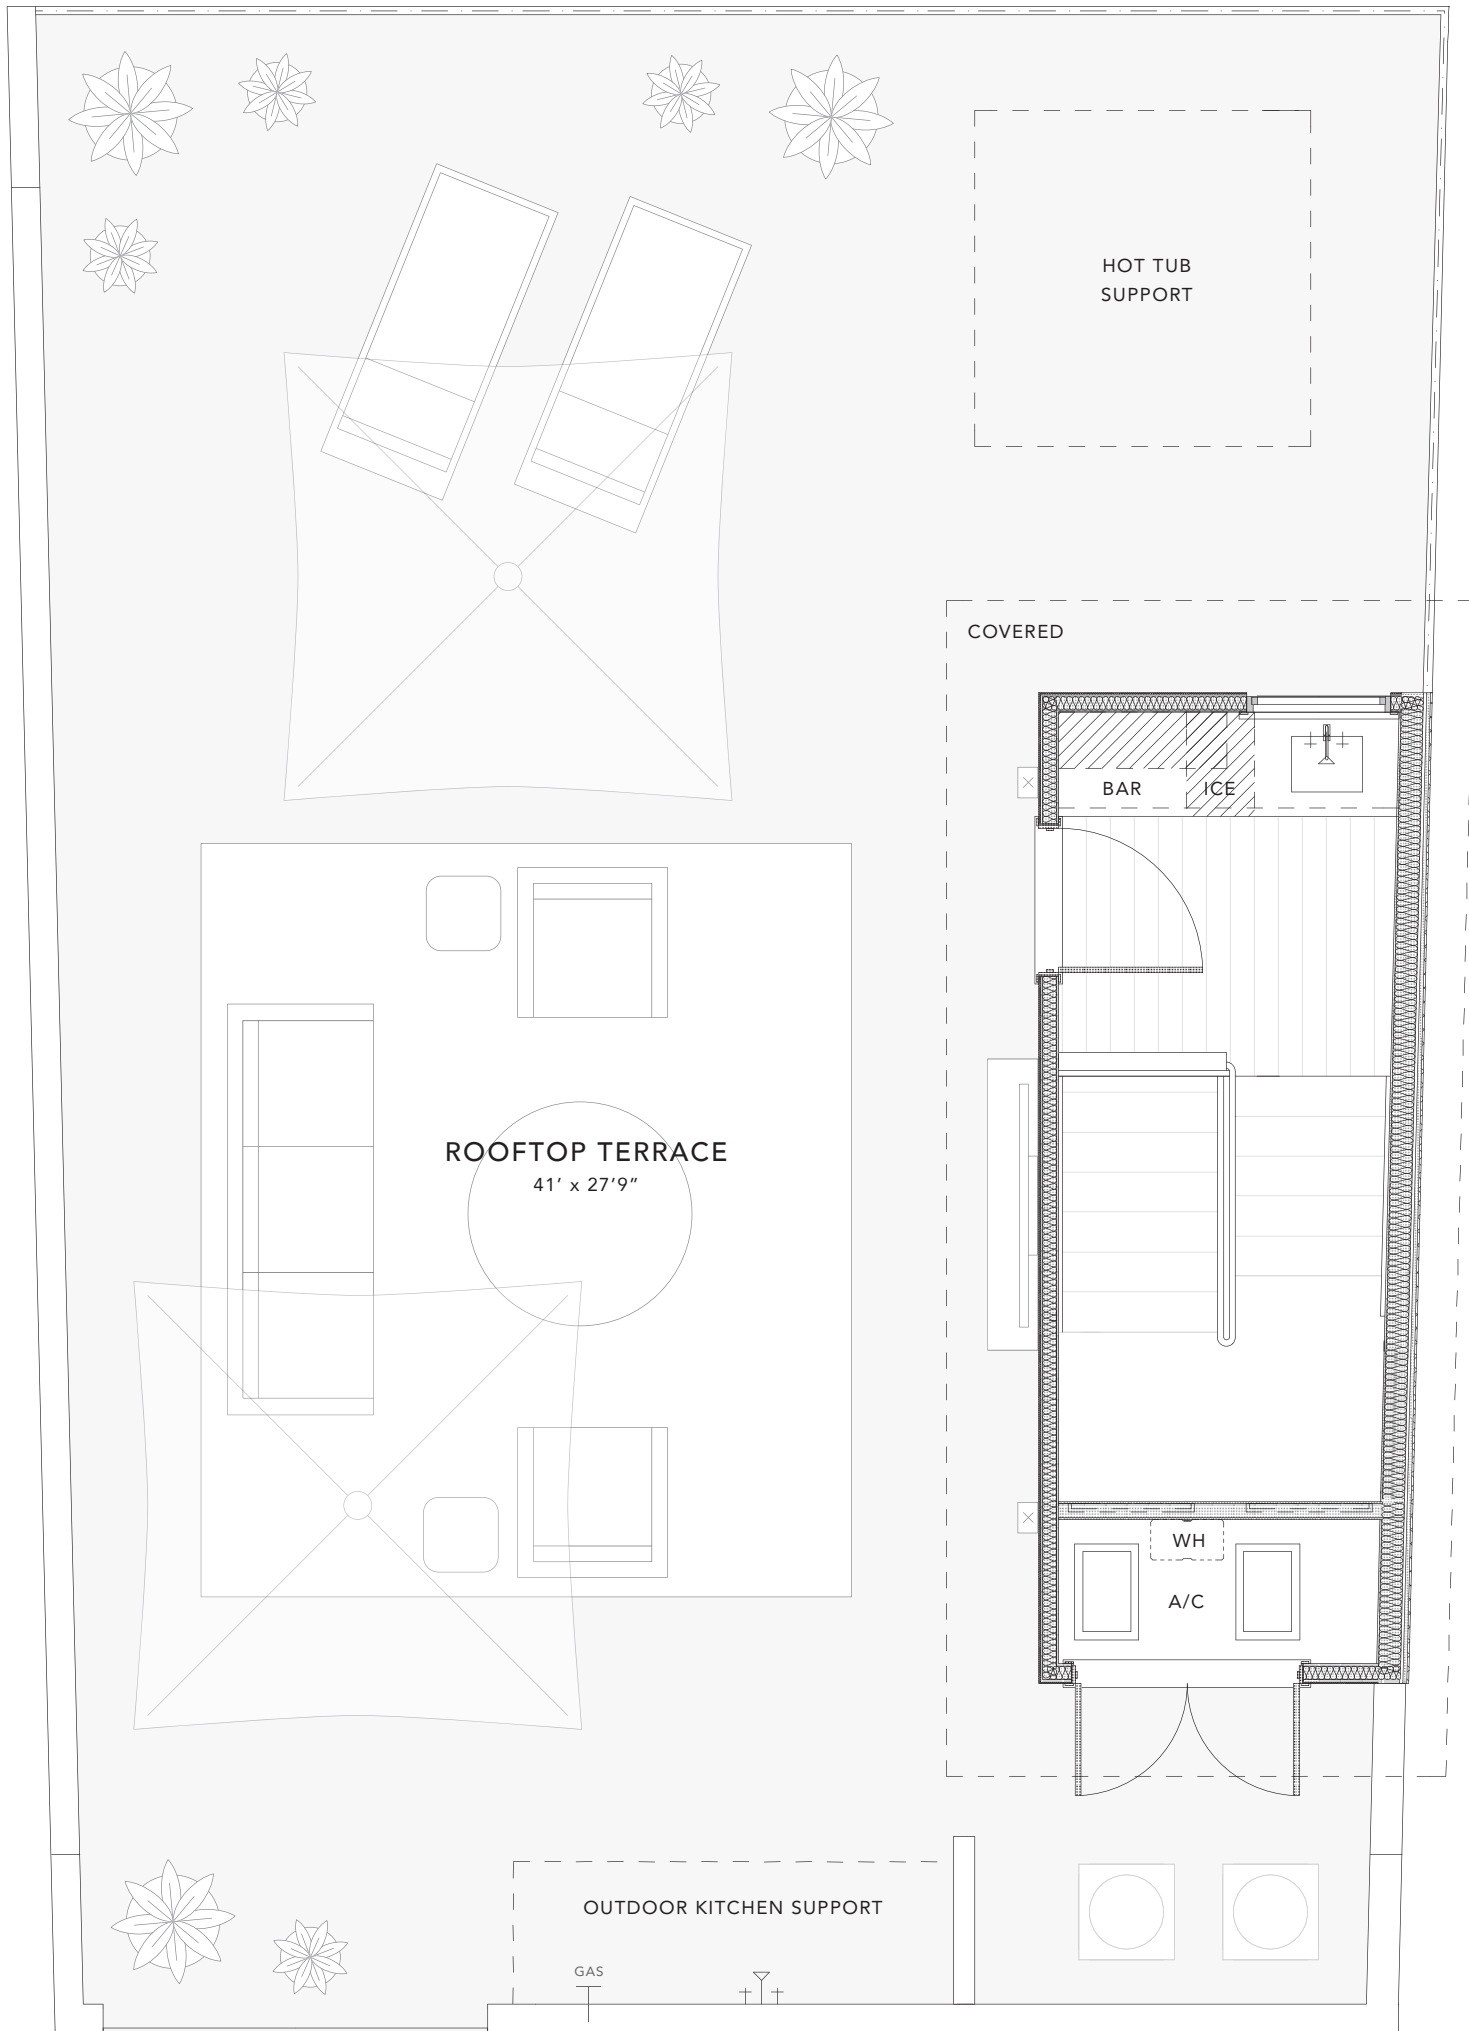 HOT TUB
SUPPORT
COVERED
BAR
ICE
ROOFTOP TERRACE
41’ x 27’9”
WH
A/C
OUTDOOR KITCHEN SUPPORT
GAS